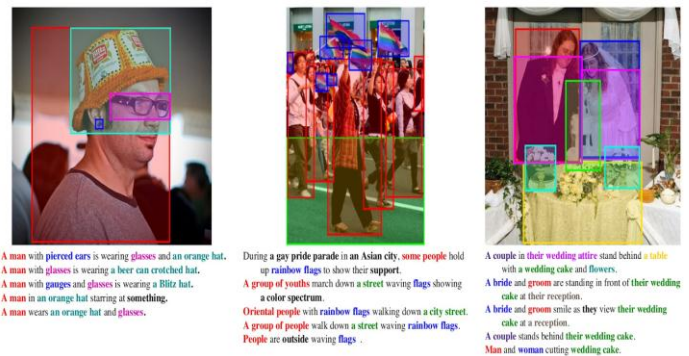 A man with pierced ears is wearing glasses and an orange hat.
A man with glasses is wearing a beer can crotched hat.
A man with gauges and glasses is wearing a Blitz hat.
A man in an orange hat starring at something.
A man wears an orange hat and glasses.
During a gay pride parade in an Asian city, some people hold
up rainbow flags to show their support.
A group of youths march down a street waving flags showing
a color spectrum.
Oriental people with rainbow flags walking down a city street.
A group of people walk down a street waving rainbow flags.
People are outside waving flags .
A couple in their wedding attire stand behind a table
with a wedding cake and flowers.
A bride and groom are standing in front of their wedding
cake at their reception.
A bride and groom smile as they view their wedding
cake at a reception.
A couple stands behind their wedding cake.
Man and woman cutting wedding cake.